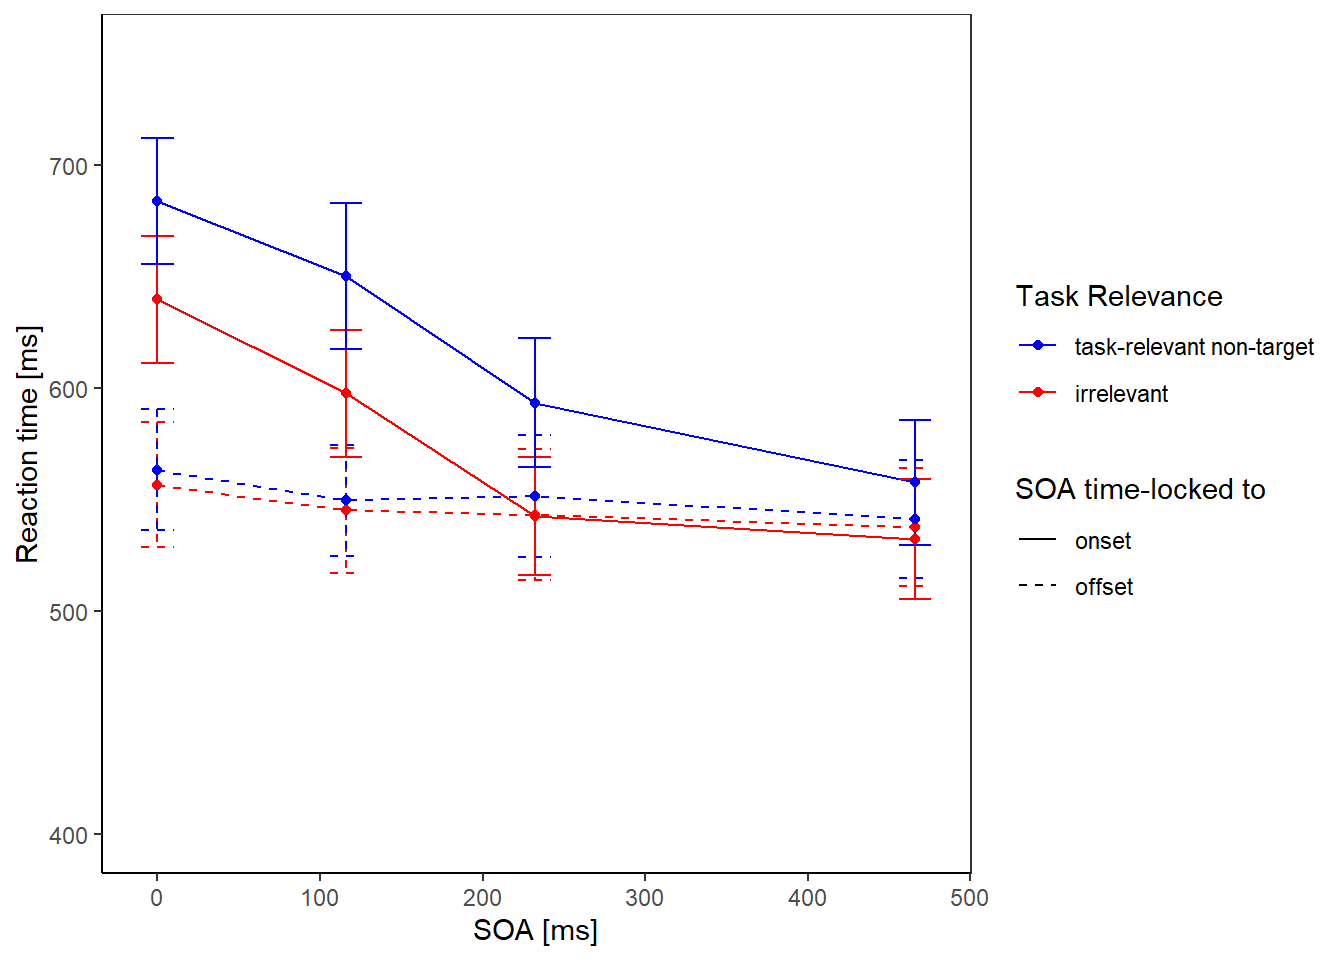 700
600
500
400
Reaction time [ms]
0 100 200 300 400 500
SOA [ms]
Task Relevance
task-relevant non-target
irrelevant
SOA time-locked to
onset
offset